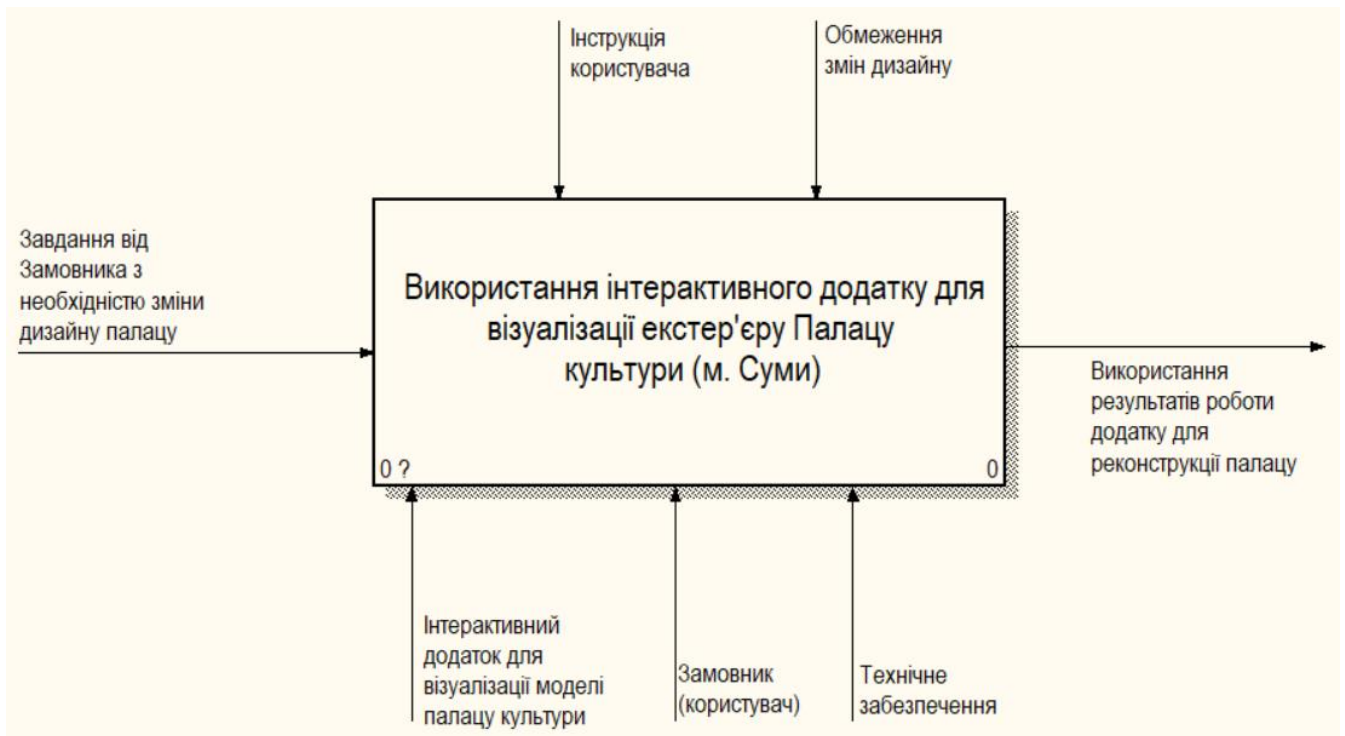 Інструкція
користувача
Обмеження
змін дизайну
Завдання від
Замовника з
необхідністю зміни
дизайну палацу
Використання інтерактивного додатку для
візуалізації екстер'єру Палацу
культури (м. Суми)
0 ?
0
Використання
результатів роботи
додатку для
реконструкції палацу
Інтерактивний
додаток для
візуалізації моделі
палацу культури
Замовник
(користувач)
Технічне
забезпечення